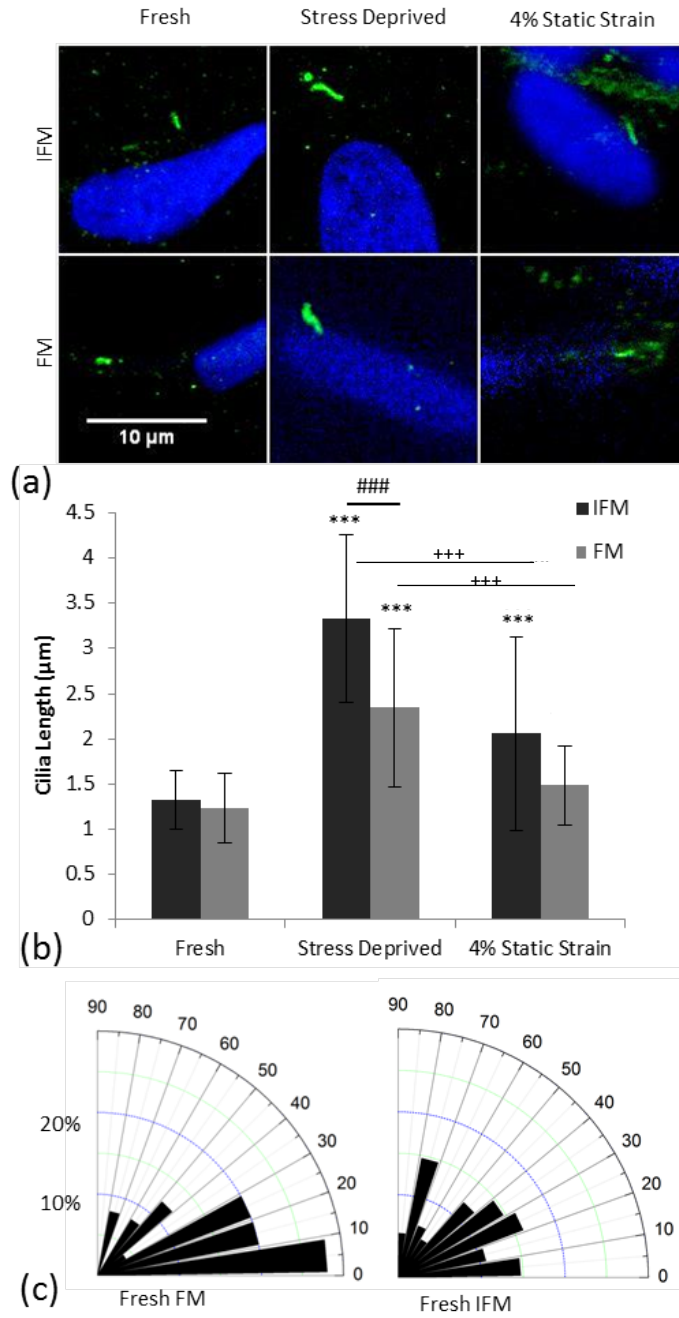 Fresh Stress Deprived 4% Static Strain
IFM
FM
10 µm
(a)
###
4.5
4
3.5
3
2.5
2
1.5
1
0.5
0
Cilia Length (µm)
IFM
FM
***
+++
+++
***
***
Fresh Stress Deprived 4% Static Strain
(b)
90 80 70 60 50 40 30 20 10 0
20%
10%
Fresh FM
90 80 70 60 50 40 30 20 10 0
Fresh IFM
(c)